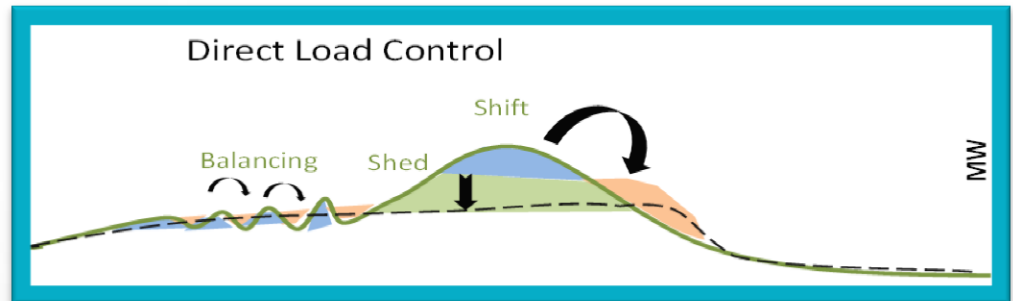 Direct Load Control
Shift
Balancing
Shed
MW